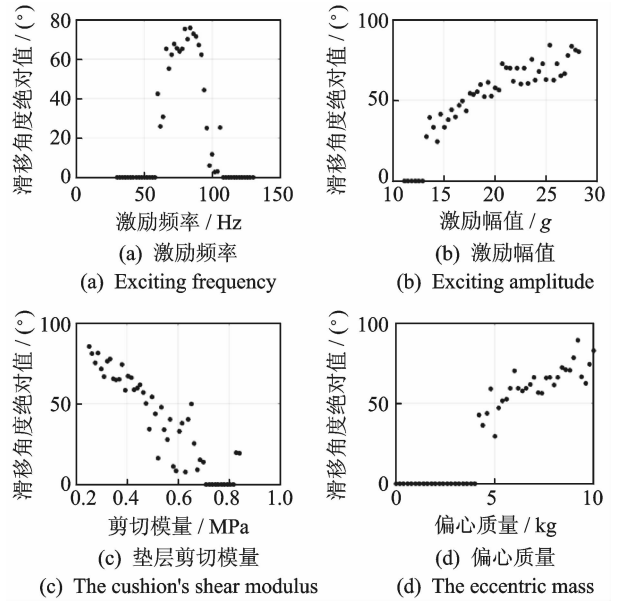 滑移角度绝对值 / (°)
80
60
40
20
0
0
50
100
150
激励频率 / Hz
(a) 激励频率
(a) Exciting frequency
滑移角度绝对值 / (°)
100
50
0
10
15
20
25
30
激励幅值 / g
(b) 激励幅值
(b) Exciting amplitude
滑移角度绝对值 / (°)
100
50
0
0.2
0.4
0.6
0.8
1.0
剪切模量 / MPa
(c) 垫层剪切模量
(c) The cushion's shear modulus
滑移角度绝对值 / (°)
100
50
0
0
5
10
偏心质量 / kg
(d) 偏心质量
(d) The eccentric mass